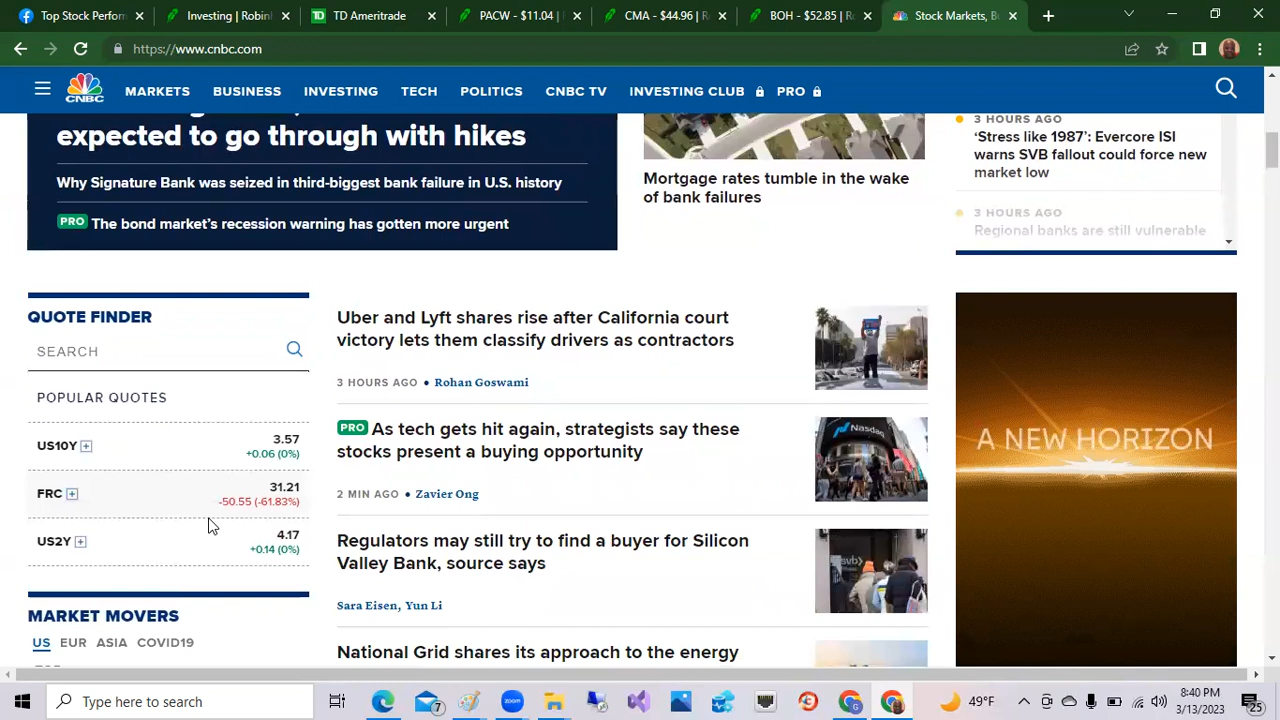 Meta | Perfor
Investing | Robinl
TD Ameritrade
PACW - $11.04 |
CMA - $44.96 | R
BOH - $52.85 | Ro
Stock Markets, B
https://www.cnbc.com
CNBC
MARKETS
BUSINESS
INVESTING
TECH
POLITICS
CNBC TV
INVESTING CLUB
PRO
expected to go through with hikes
Why Signature Bank was seized in third-biggest bank failure in U.S. history
PRO The bond market's recession warning has gotten more urgent
Mortgage rates tumble in the wake
of bank failures
3 HOURS AGO
'Stress like 1987': Evercore ISI
warns SVB fallout could force new
market low
3 HOURS AGO
Regional banks are still vulnerable
QUOTE FINDER
SEARCH
POPULAR QUOTES
US10Y 3.57
+0.06 (0%)
FRC 31.21
-50.55 (-61.83%)
US2Y 4.17
+0.14 (0%)
MARKET MOVERS
US EUR ASIA COVID19
Uber and Lyft shares rise after California court
victory lets them classify drivers as contractors
3 HOURS AGO • Rohan Goswami
PRO As tech gets hit again, strategists say these
stocks present a buying opportunity
2 MIN AGO • Zavier Ong
Nasdaq
Regulators may still try to find a buyer for Silicon
Valley Bank, source says
Sara Eisen, Yun Li
svb
National Grid shares its approach to the energy
A NEW HORIZON
Type here to search
7
zoom
49°F
8:40 PM
3/13/2023
25